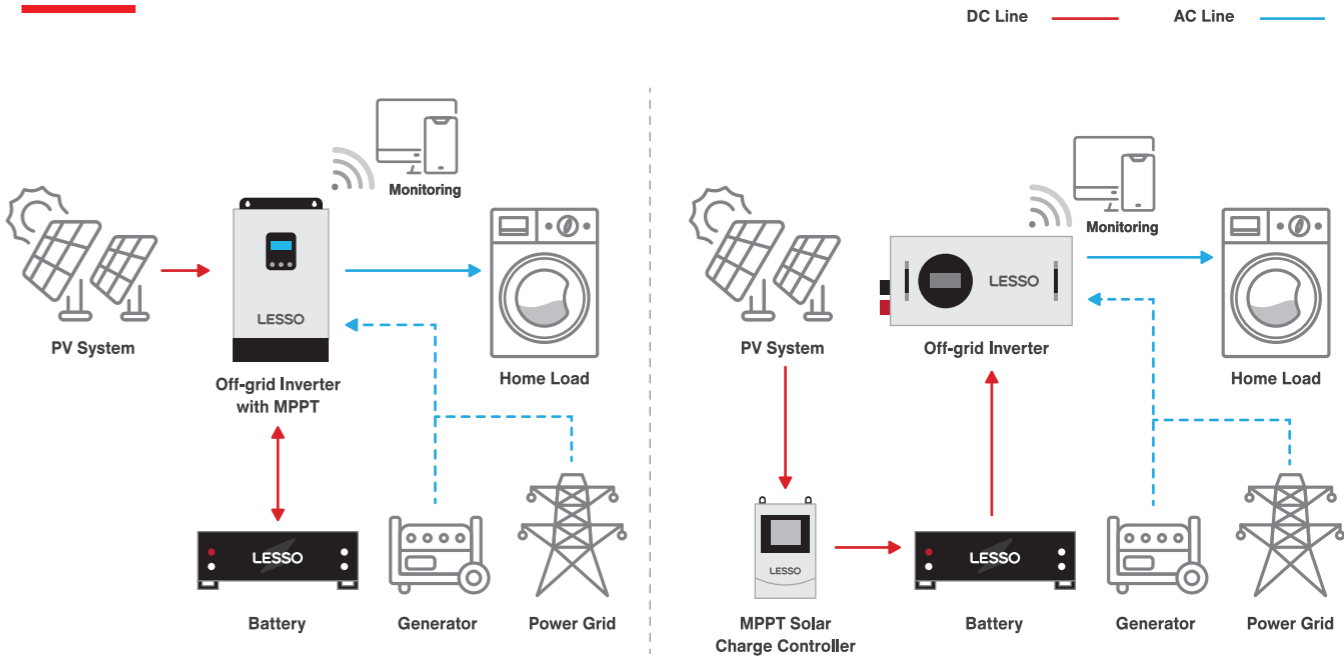 DC Line
AC Line
Monitoring
LESSO
PV System
Off-grid Inverter
with MPPT
Home Load
LESSO
Battery
Generator
Power Grid
Monitoring
LESSO
PV System
Off-grid Inverter
Home Load
LESSO
MPPT Solar
Charge Controller
LESSO
Battery
Generator
Power Grid